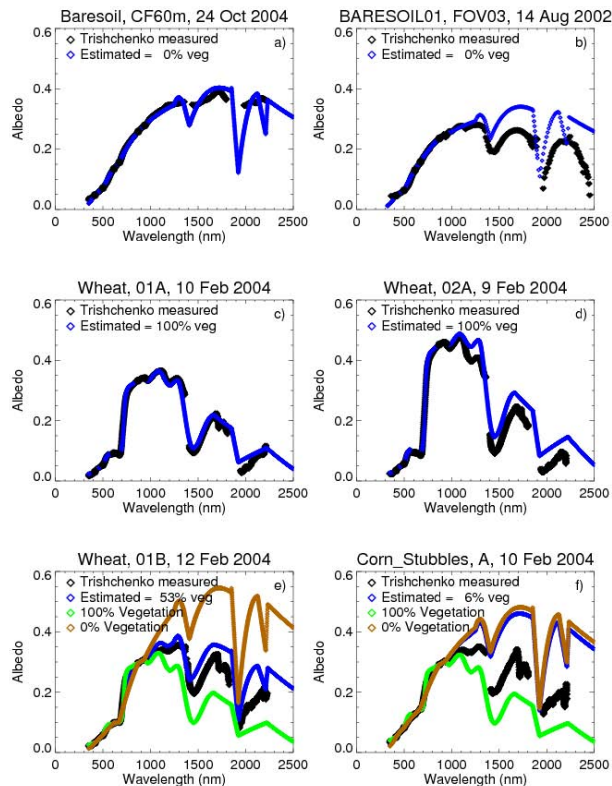 Baresoil, CF60m, 24 Oct 2004
0.6
Trishchenko measured
a)
Estimated = 0% veg
0.4
Albedo
0.2
0.0
0 500 1000 1500 2000 2500
Wavelength (nm)
BARESOIL01, FOV03, 14 Aug 2002
0.6
Trishchenko measured
b)
Estimated = 0% veg
0.4
Albedo
0.2
0.0
0 500 1000 1500 2000 2500
Wavelength (nm)
Wheat, 01A, 10 Feb 2004
0.6
Trishchenko measured
c)
Estimated = 100% veg
0.4
Albedo
0.2
0.0
0 500 1000 1500 2000 2500
Wavelength (nm)
Wheat, 02A, 9 Feb 2004
0.6
Trishchenko measured
d)
Estimated = 100% veg
0.4
Albedo
0.2
0.0
0 500 1000 1500 2000 2500
Wavelength (nm)
Wheat, 01B, 12 Feb 2004
0.6
Trishchenko measured
e)
Estimated = 53% veg
100% Vegetation
0% Vegetation
0.4
Albedo
0.2
0.0
0 500 1000 1500 2000 2500
Wavelength (nm)
Corn_Stubbles, A, 10 Feb 2004
0.6
Trishchenko measured
f)
Estimated = 6% veg
100% Vegetation
0% Vegetation
0.4
Albedo
0.2
0.0
0 500 1000 1500 2000 2500
Wavelength (nm)